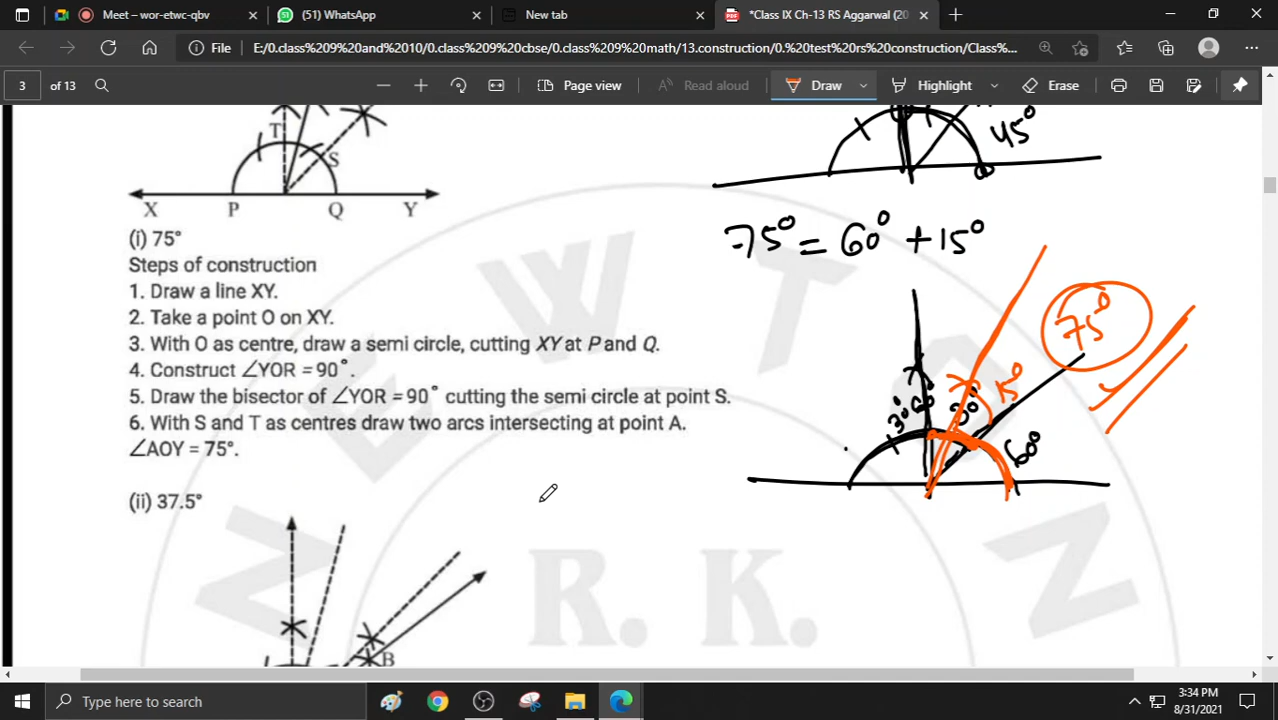 Meet – wor-etwc-qbv
(51) WhatsApp
New tab
*Class IX Ch-13 RS Aggarwal (20
File
E:/0.class%209%20and%2010/0.class%209%20cbse/0.class%209%20math/13.construction/0.%20test%20rs%20construction/Class%...
3 of 13
Page view
Read aloud
Draw
Highlight
Erase
T
S
X P Q Y
45°
(i) 75°
Steps of construction
1. Draw a line XY.
2. Take a point O on XY.
3. With O as centre, draw a semi circle, cutting XY at P and Q.
4. Construct ∠YOR = 90°.
5. Draw the bisector of ∠YOR = 90° cutting the semi circle at point S.
6. With S and T as centres draw two arcs intersecting at point A.
∠AOY = 75°.
75° = 60° + 15°
75°
15°
30°
30°
60°
(ii) 37.5°
B
NEWTON
R. K.
Type here to search
3:34 PM
8/31/2021